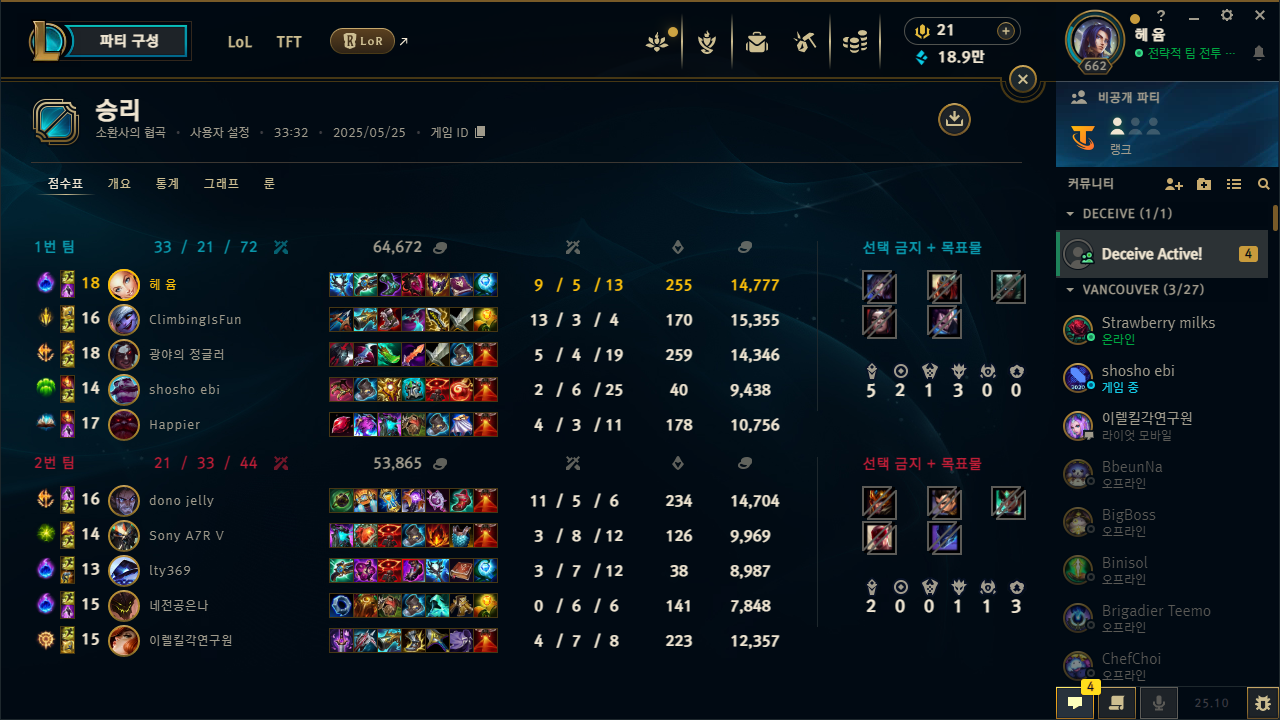 파티 구성
LoL
TFT
LoR
21
18.9만
혜 윰
전략적 팀 전투 ...
662
승리
소환사의 협곡 • 사용자 설정 • 33:32 • 2025/05/25 • 게임 ID
점수표 개요 통계 그래프 룬
1번 팀 33 / 21 / 72 64,672 선택 금지 + 목표물
18 혜 윰 9 / 5 / 13 255 14,777
16 ClimbingIsFun 13 / 3 / 4 170 15,355
18 광야의 정글러 5 / 4 / 19 259 14,346
14 shosho ebi 2 / 6 / 25 40 9,438
17 Happier 4 / 3 / 11 178 10,756
5 2 1 3 0 0
2번 팀 21 / 33 / 44 53,865 선택 금지 + 목표물
16 dono jelly 11 / 5 / 6 234 14,704
14 Sony A7R V 3 / 8 / 12 126 9,969
13 lty369 3 / 7 / 12 38 8,987
15 네전공은나 0 / 6 / 6 141 7,848
15 이렐킬각연구원 4 / 7 / 8 223 12,357
2 0 0 1 1 3
비공개 파티
랭크
커뮤니티
DECEIVE (1/1)
Deceive Active! 4
VANCOUVER (3/27)
Strawberry milks
온라인
shosho ebi
게임 중
이렐킬각연구원
라이엇 모바일
BbeunNa
오프라인
BigBoss
오프라인
Binisol
오프라인
Brigadier Teemo
오프라인
ChefChoi
오프라인
4
25.10